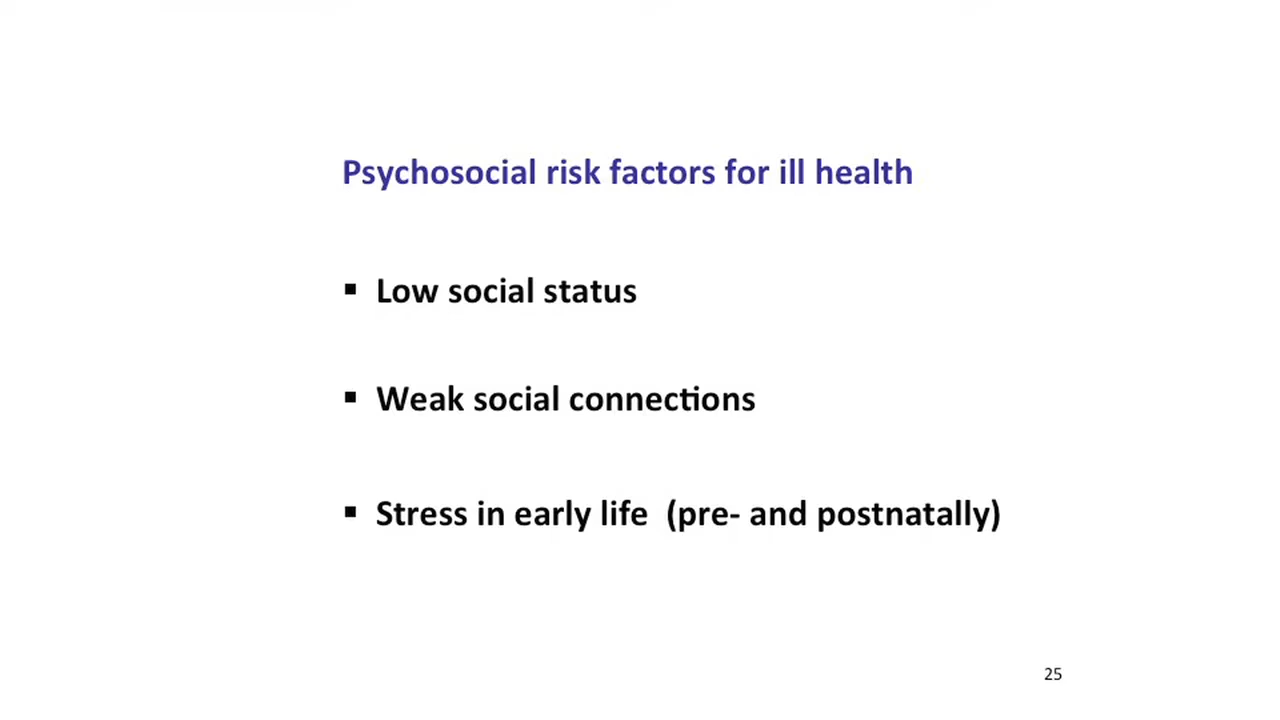 Psychosocial risk factors for ill health
▪ Low social status
▪ Weak social connections
▪ Stress in early life (pre- and postnatally)
25